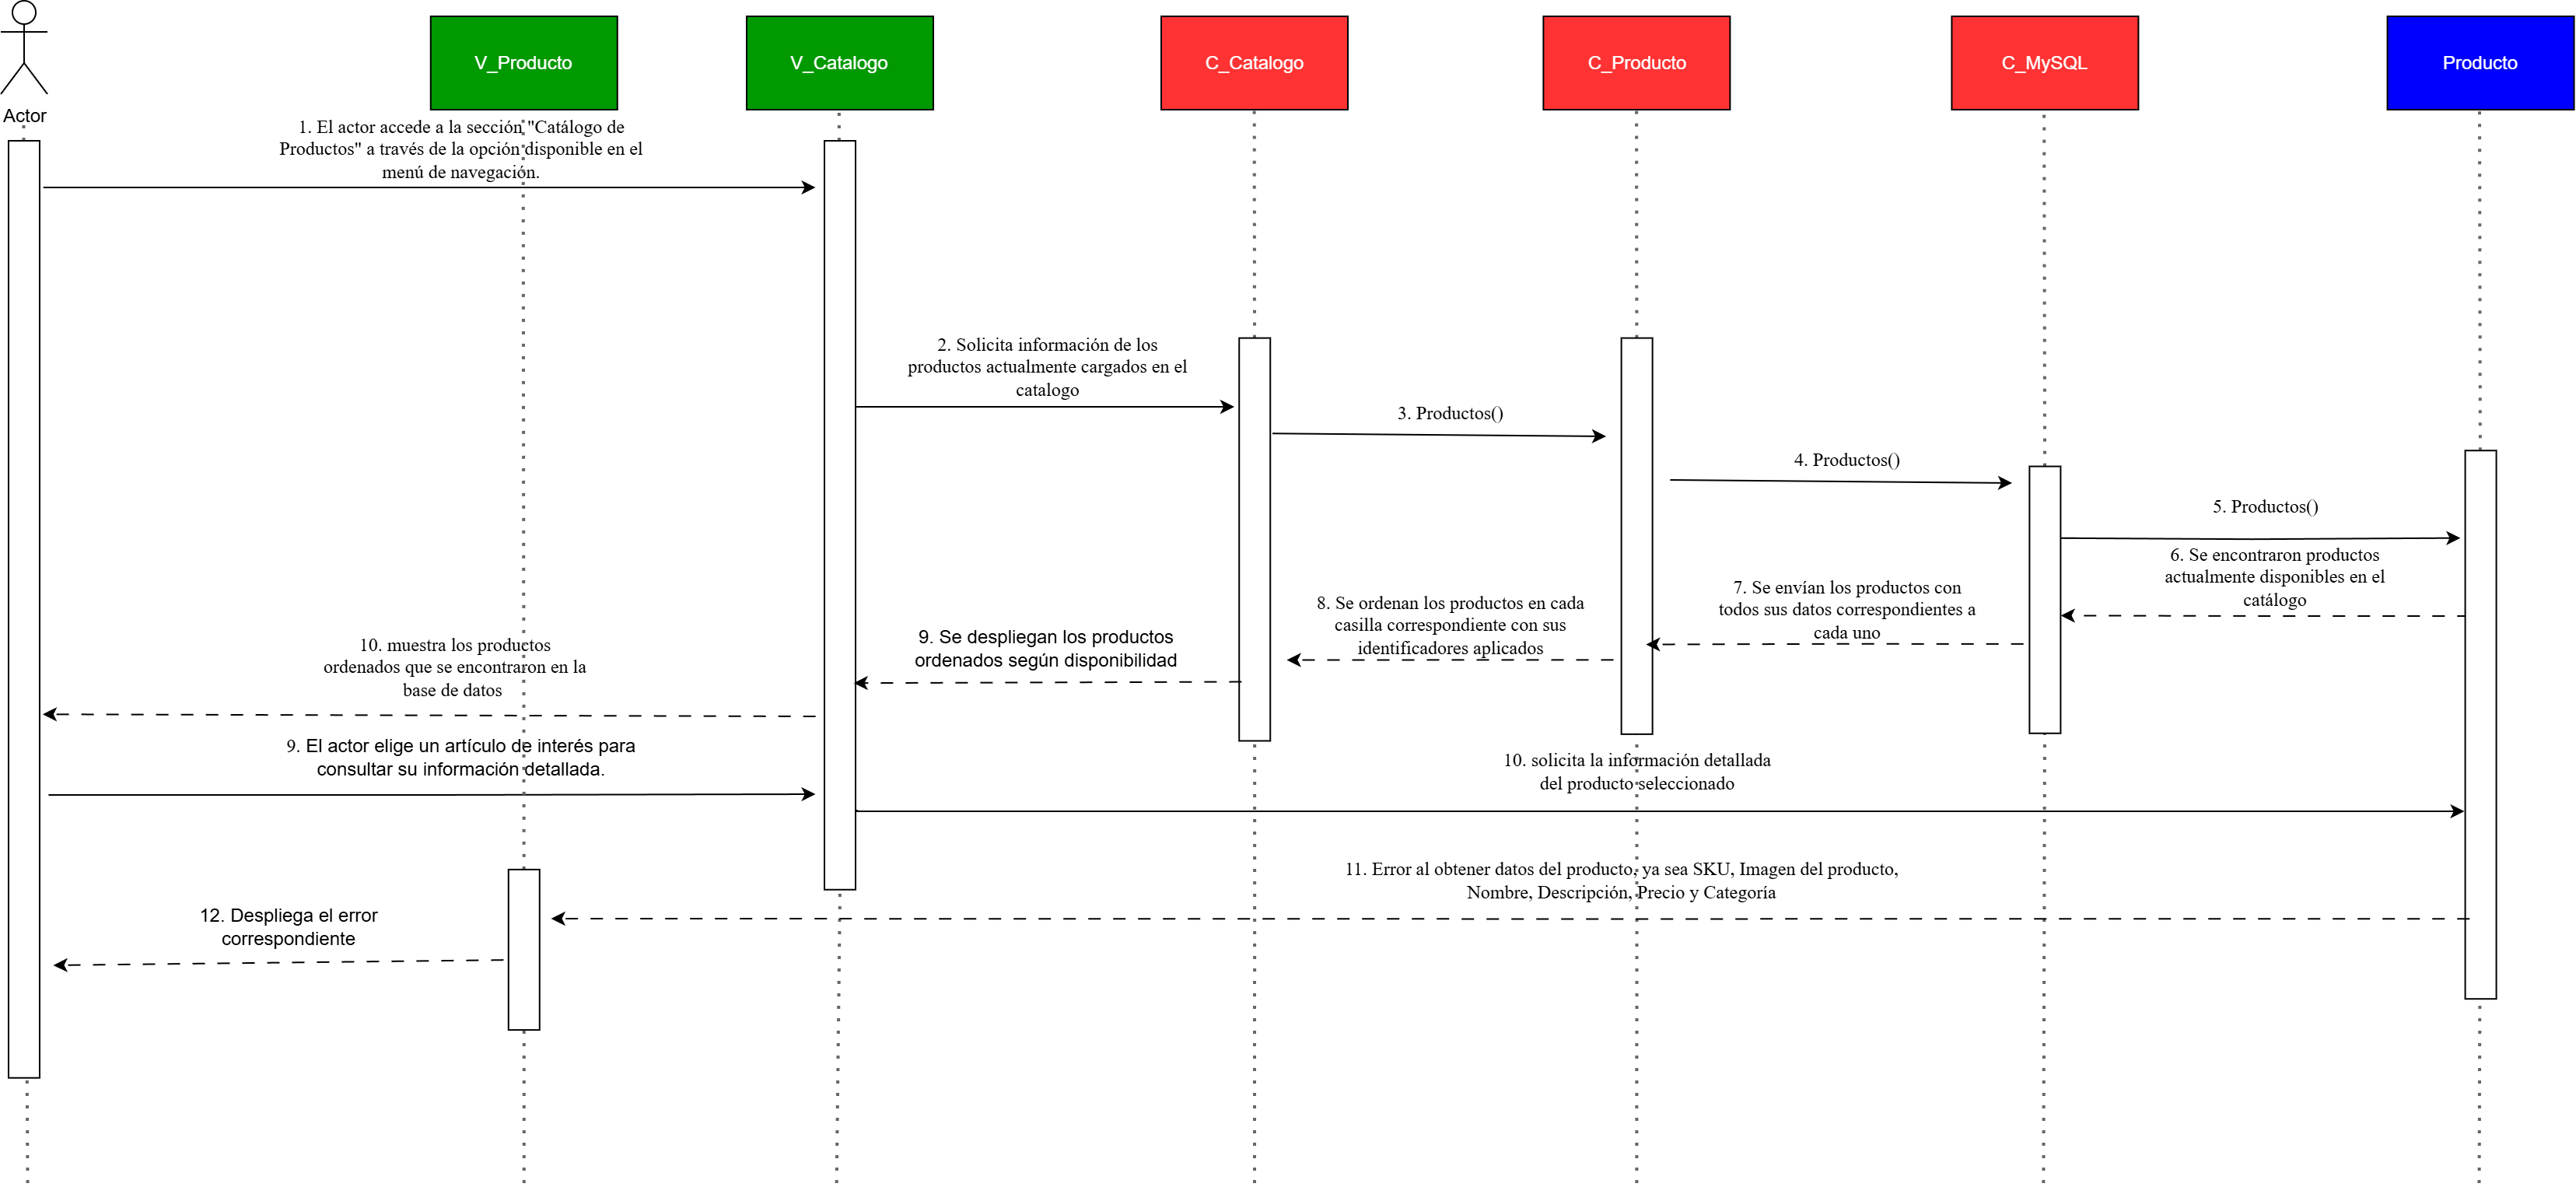 V_Producto
V_Catalogo
C_Catalogo
C_Producto
C_MySQL
Producto
Actor
1. El actor accede a la sección "Catálogo de
Productos" a través de la opción disponible en el
menú de navegación.
2. Solicita información de los
productos actualmente cargados en el
catalogo
3. Productos()
4. Productos()
5. Productos()
6. Se encontraron productos
actualmente disponibles en el
catálogo
7. Se envían los productos con
todos sus datos correspondientes a
cada uno
8. Se ordenan los productos en cada
casilla correspondiente con sus
identificadores aplicados
9. Se despliegan los productos
ordenados según disponibilidad
10. muestra los productos
ordenados que se encontraron en la
base de datos
9. El actor elige un artículo de interés para
consultar su información detallada.
10. solicita la información detallada
del producto seleccionado
11. Error al obtener datos del producto, ya sea SKU, Imagen del producto,
Nombre, Descripción, Precio y Categoría
12. Despliega el error
correspondiente